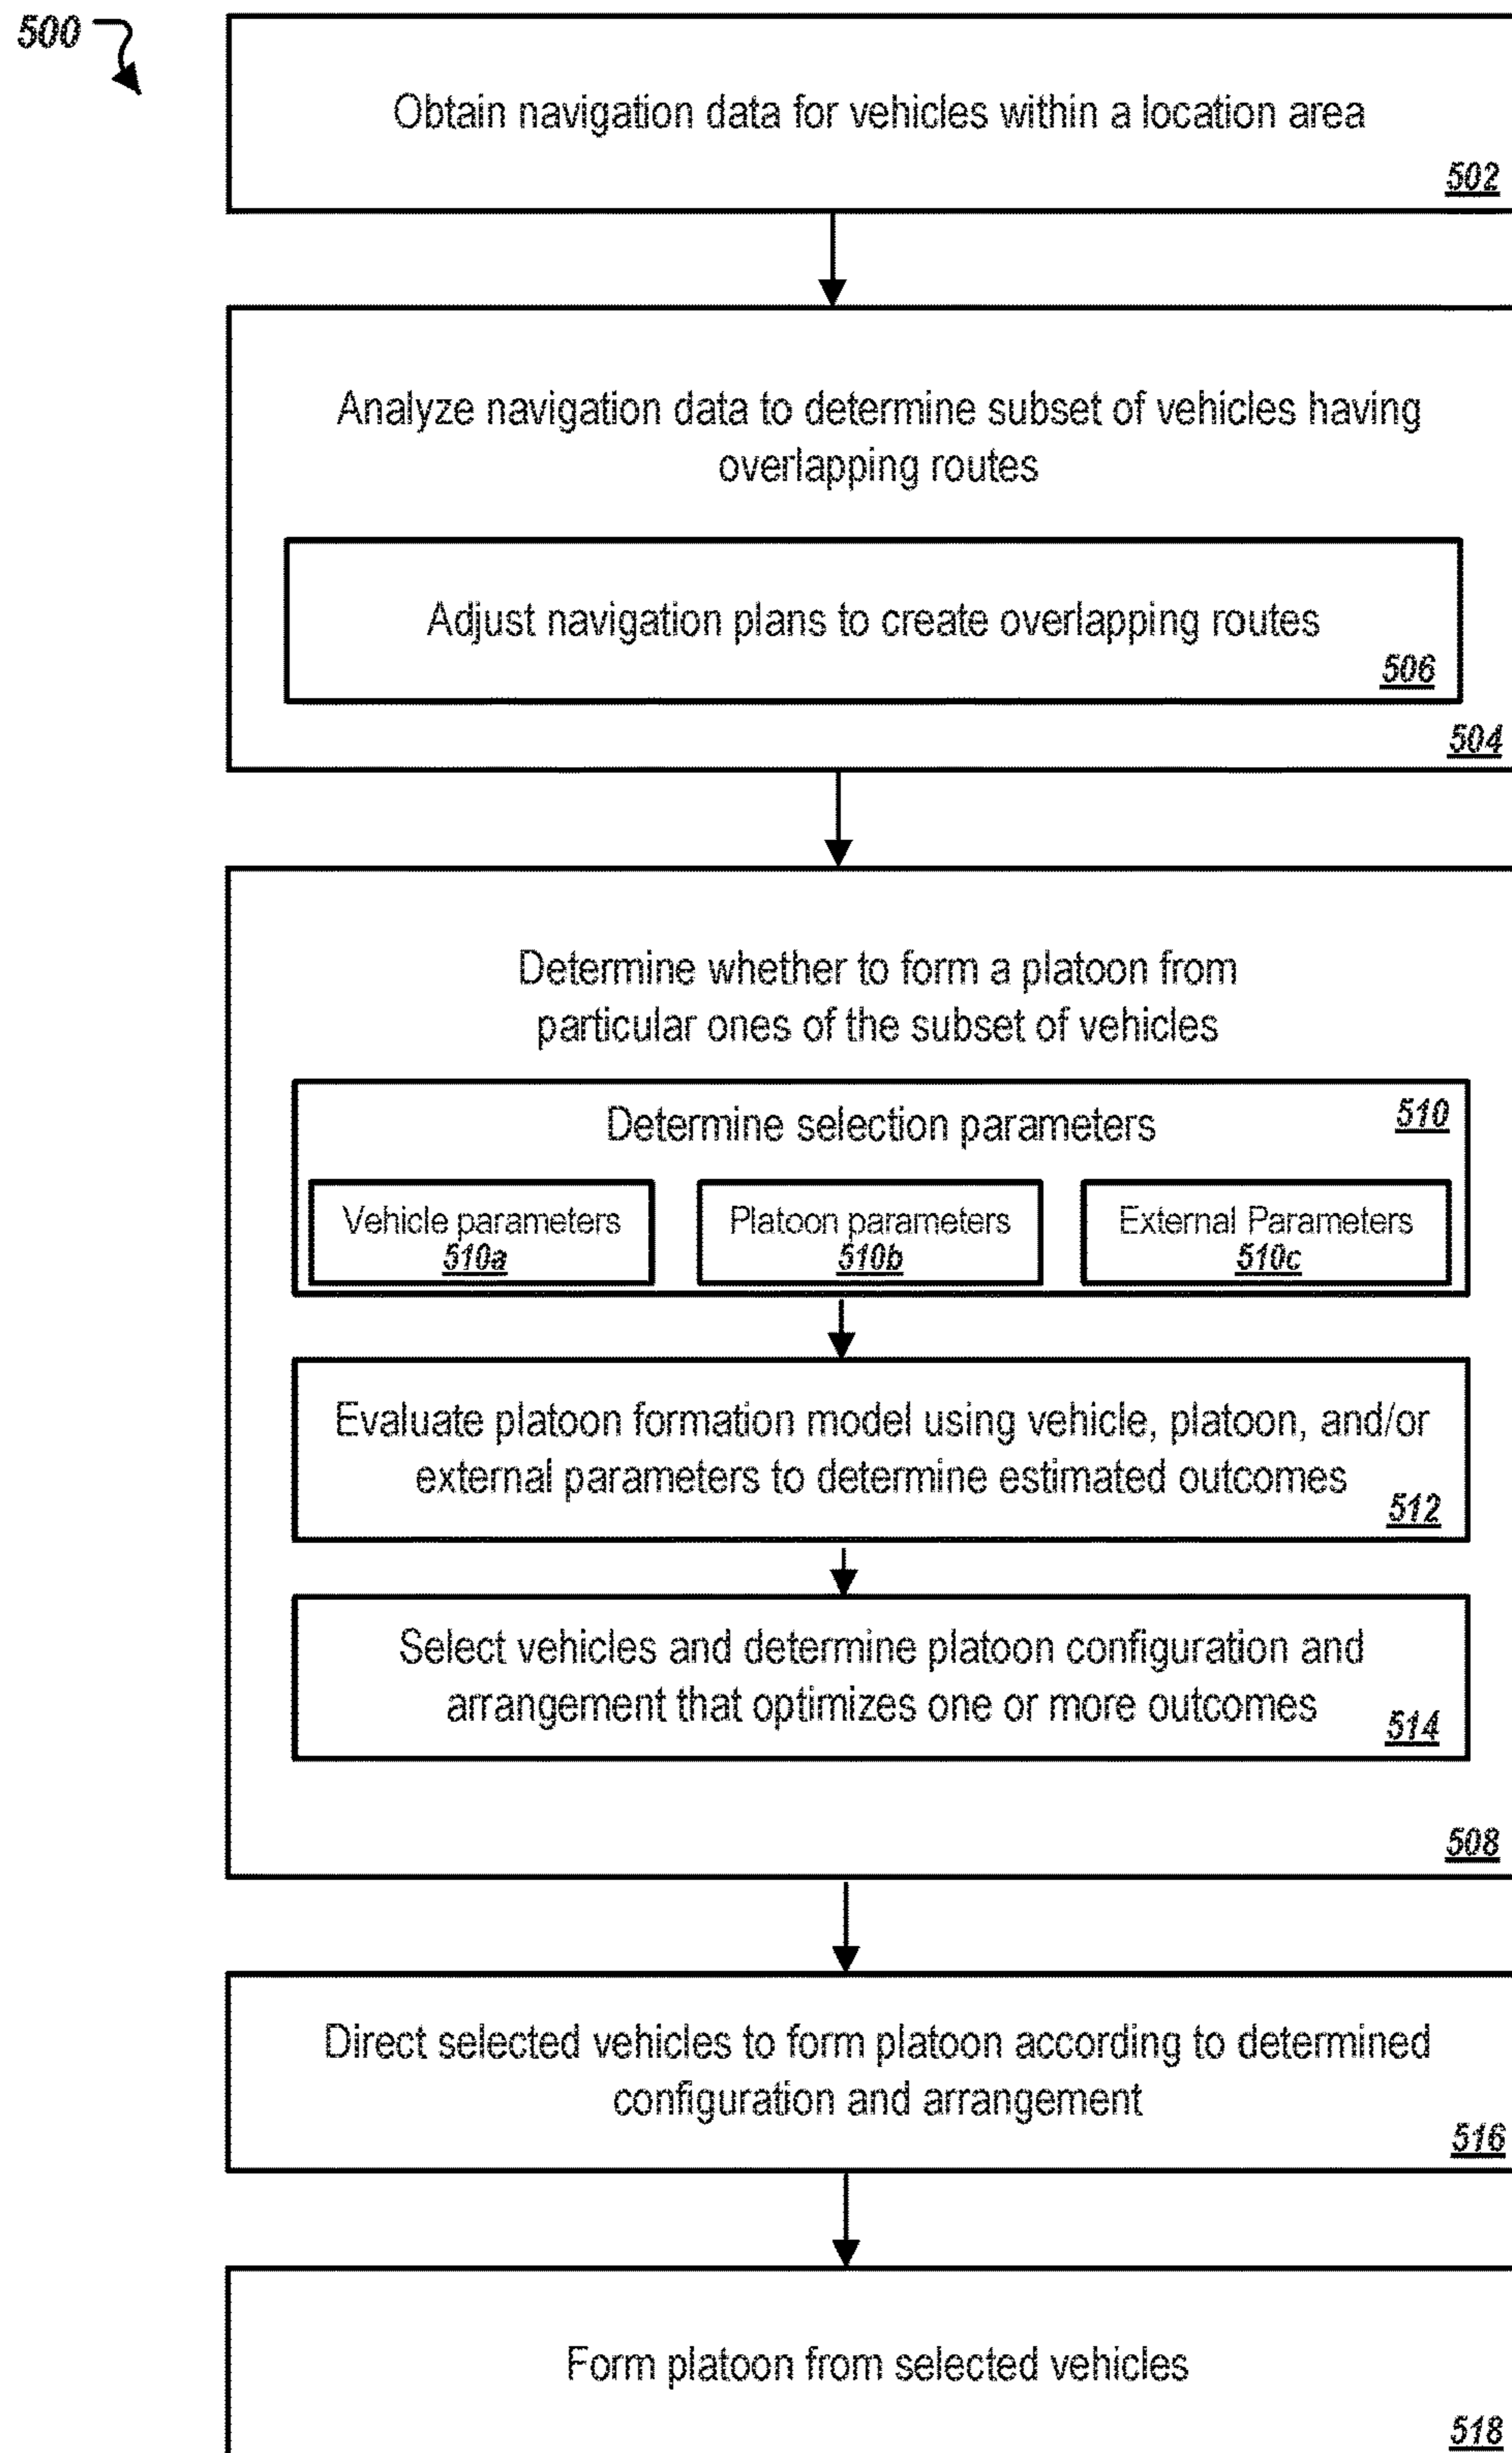 500
Obtain navigation data for vehicles within a location area
502
Analyze navigation data to determine subset of vehicles having
overlapping routes
Adjust navigation plans to create overlapping routes
506
504
Determine whether to form a platoon from
particular ones of the subset of vehicles
Determine selection parameters
510
Vehicle parameters
510a
Platoon parameters
510b
External Parameters
510c
Evaluate platoon formation model using vehicle, platoon, and/or
external parameters to determine estimated outcomes
512
Select vehicles and determine platoon configuration and
arrangement that optimizes one or more outcomes
514
508
Direct selected vehicles to form platoon according to determined
configuration and arrangement
516
Form platoon from selected vehicles
518